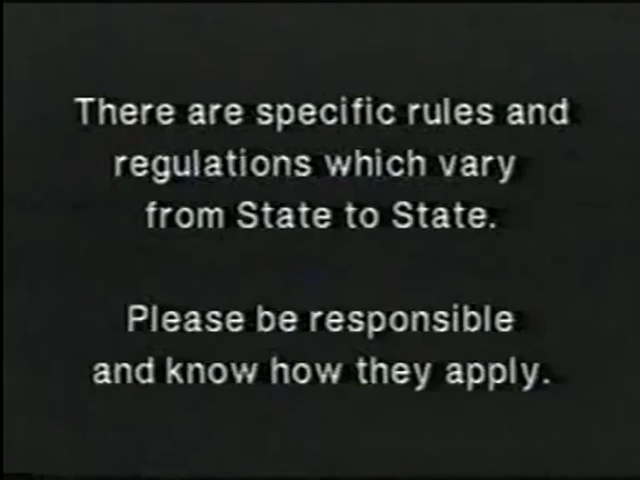 There are specific rules and
regulations which vary
from State to State.
Please be responsible
and know how they apply.